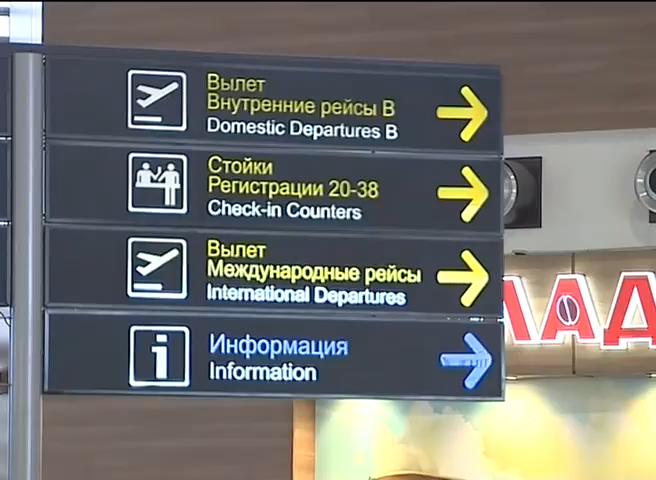 Вылет
Внутренние рейсы В
Domestic Departures B
Стойки
Регистрации 20-38
Check-in Counters
Вылет
Международные рейсы
International Departures
i
Информация
Information